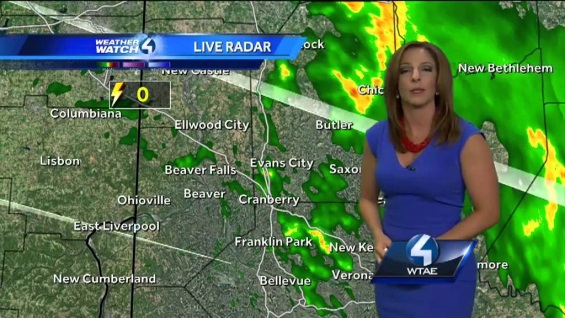 WEATHER
WATCH 4
LIVE RADAR
ock
New Castle
New Bethlehem
0
Chic
Columbiana
Ellwood City
Butler
Lisbon
Evans City
Beaver Falls
Saxo
Beaver
Ohioville
Cranberry
East Liverpool
Franklin Park
New Ke
4
WTAE
more
New Cumberland
Bellevue
Verona